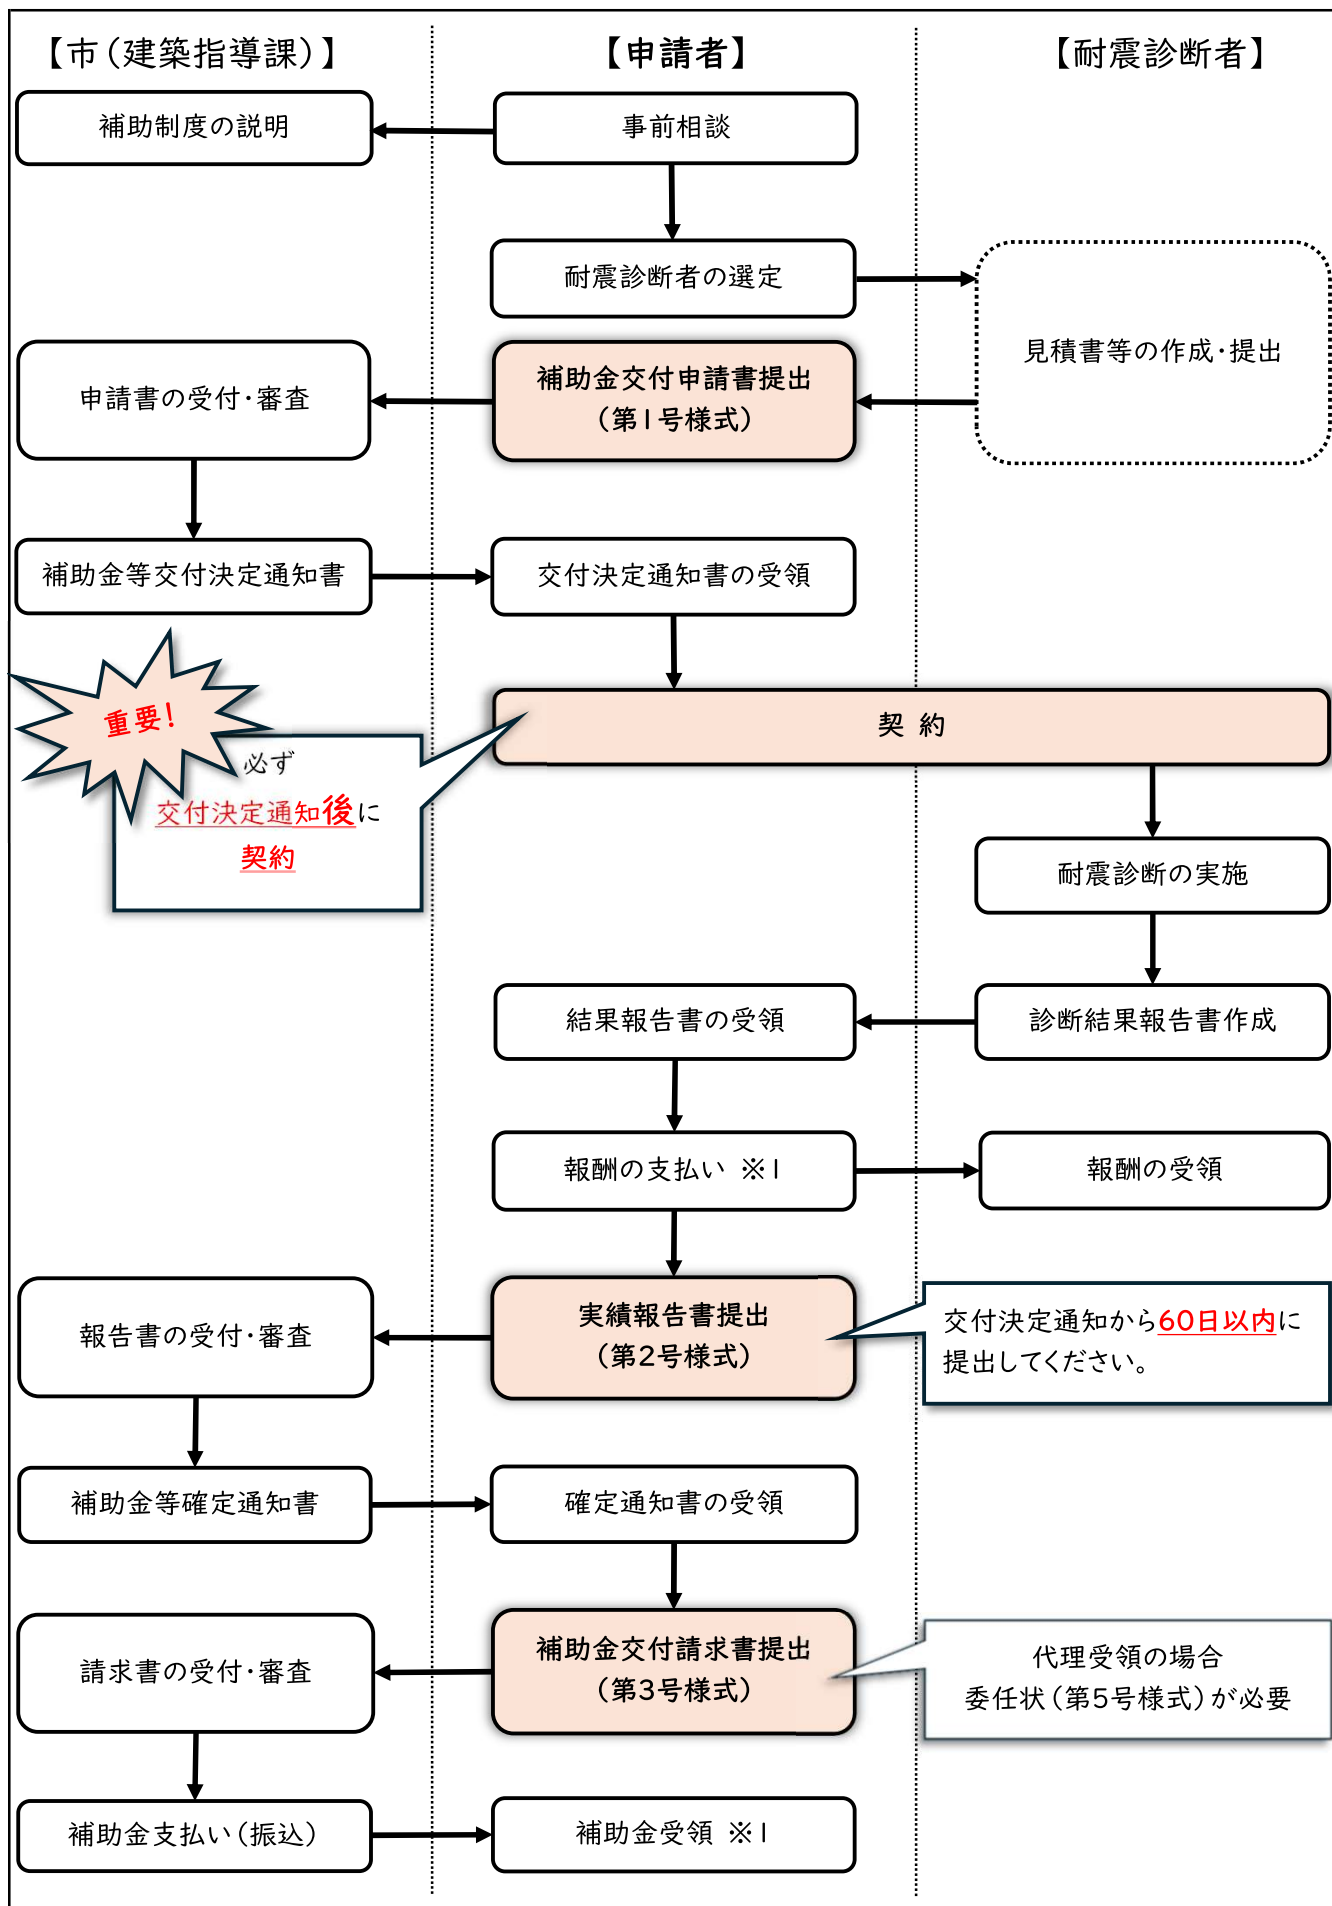 【市（建築指導課）】
【申請者】
【耐震診断者】
補助制度の説明
事前相談
耐震診断者の選定
見積書等の作成・提出
申請書の受付・審査
補助金交付申請書提出
（第1号様式）
補助金等交付決定通知書
交付決定通知書の受領
重要！
必ず
交付決定通知後に
契約
契 約
耐震診断の実施
結果報告書の受領
診断結果報告書作成
報酬の支払い ※1
報酬の受領
報告書の受付・審査
実績報告書提出
（第2号様式）
交付決定通知から60日以内に
提出してください。
補助金等確定通知書
確定通知書の受領
請求書の受付・審査
補助金交付請求書提出
（第3号様式）
代理受領の場合
委任状（第5号様式）が必要
補助金支払い（振込）
補助金受領 ※1